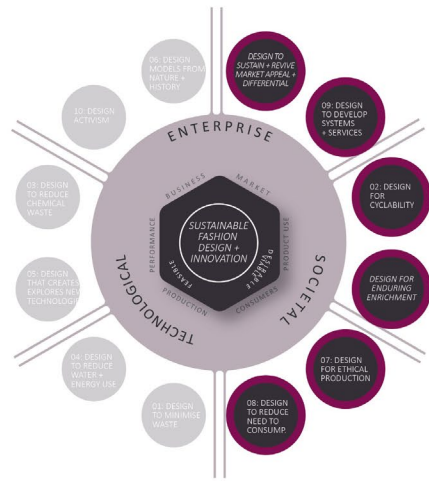 06: DESIGN
MODELS FROM
NATURE +
HISTORY
DESIGN TO
SUSTAIN + REVIVE
MARKET APPEAL +
DIFFERENTIAL
10: DESIGN
ACTIVISM
09: DESIGN
TO DEVELOP
SYSTEMS
+ SERVICES
ENTERPRISE
03: DESIGN
TO REDUCE
CHEMICAL
WASTE
BUSINESS
MARKET
02: DESIGN
FOR
CYCLABILITY
PERFORMANCE
SUSTAINABLE
FASHION
DESIGN +
INNOVATION
PRODUCT USE
FEASIBLE
VIABLE
DESIRABLE
05: DESIGN
THAT CREATES
EXPLORES NEW
TECHNOLOGIE
DESIGN FOR
ENDURING
ENRICHMENT
TECHNOLOGICAL
PRODUCTION
CONSUMERS
SOCIETAL
04: DESIGN
TO REDUCE
WATER +
ENERGY USE
07: DESIGN
FOR ETHICAL
PRODUCTION
01: DESIGN
TO MINIMISE
WASTE
08: DESIGN
TO REDUCE
NEED TO
CONSUMP.